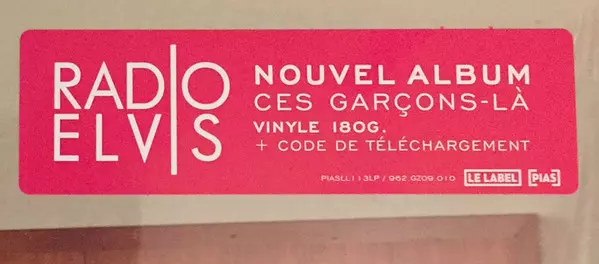 RADIO
ELVIS
NOUVEL ALBUM
CES GARÇONS-LÀ
VINYLE 180G.
+ CODE DE TÉLÉCHARGEMENT
PIASLL113LP / 962.0209.010 LE LABEL [PIAS]